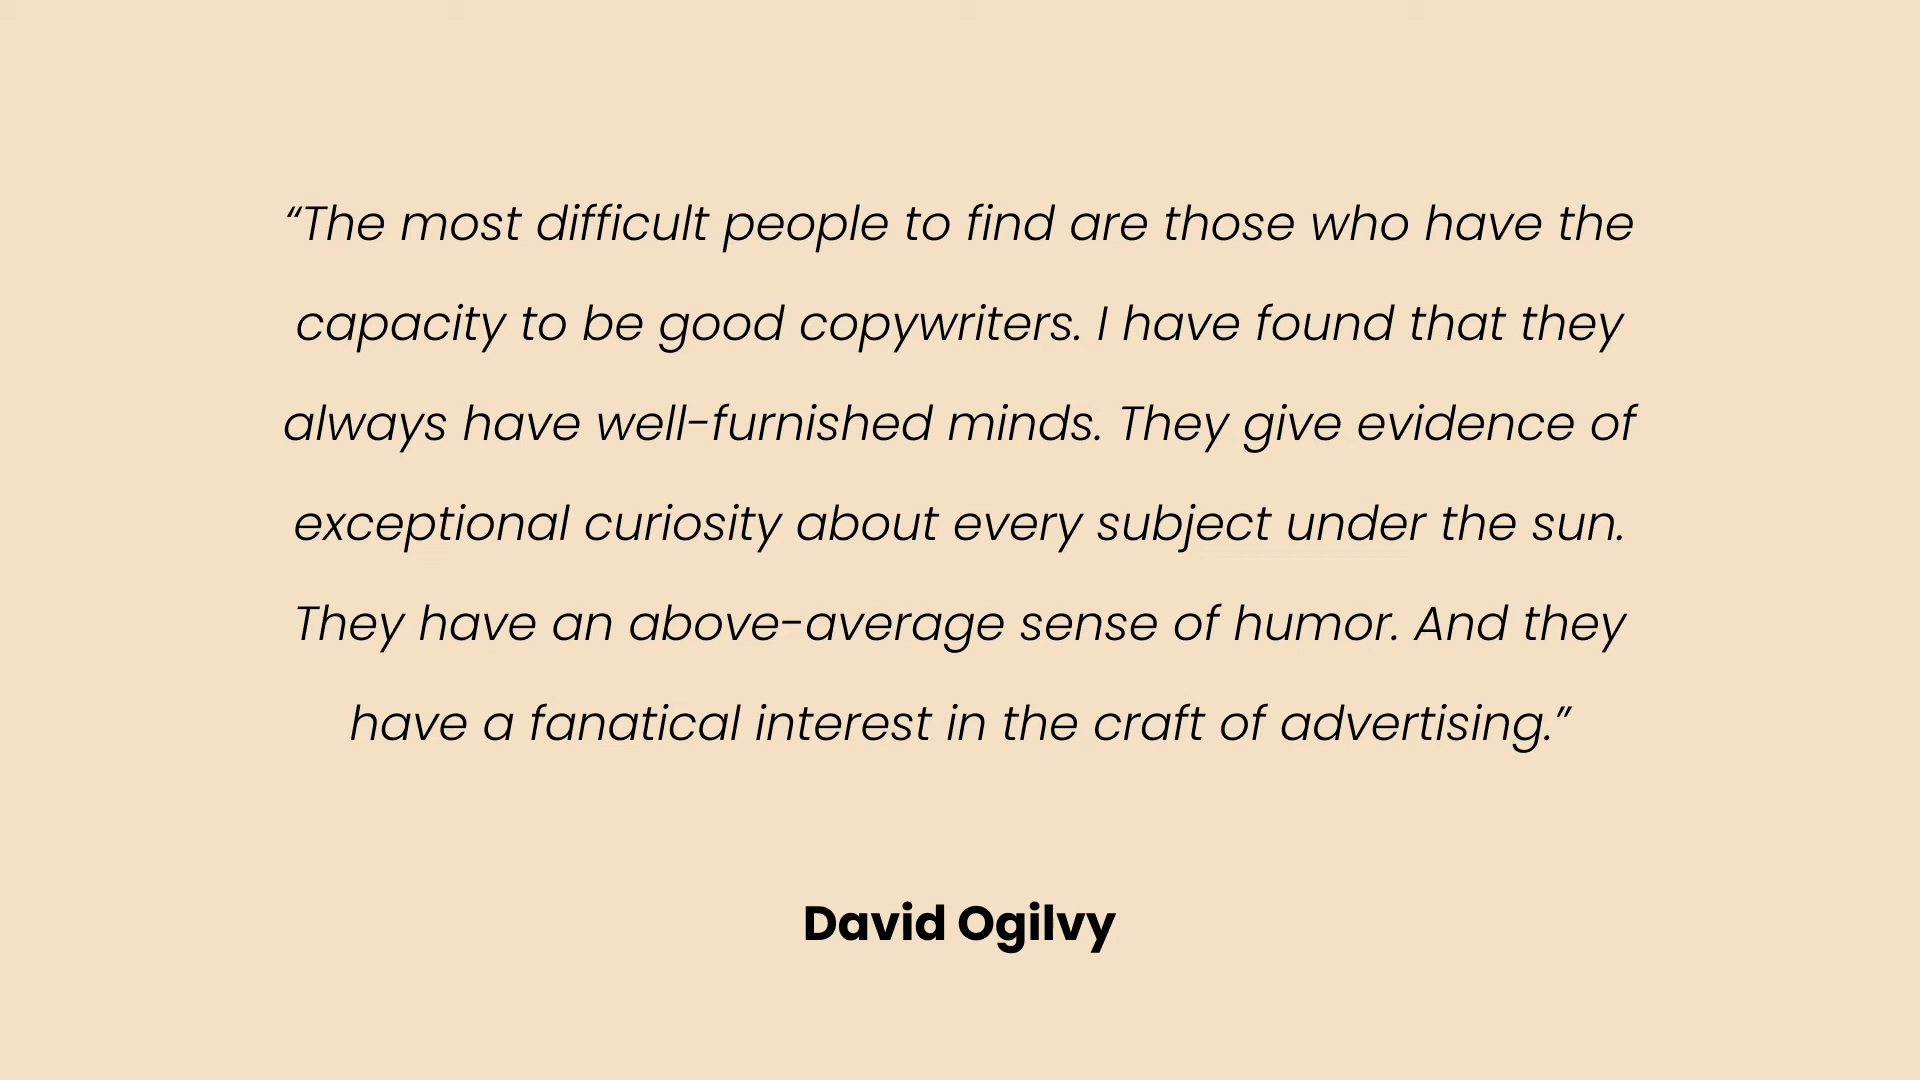 “The most difficult people to find are those who have the
capacity to be good copywriters. I have found that they
always have well-furnished minds. They give evidence of
exceptional curiosity about every subject under the sun.
They have an above-average sense of humor. And they
have a fanatical interest in the craft of advertising.”
David Ogilvy